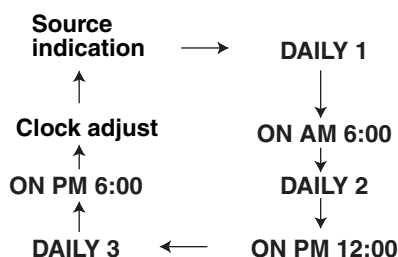 Source
indication
DAILY 1
ON AM 6:00
DAILY 2
ON PM 12:00
DAILY 3
ON PM 6:00
Clock adjust